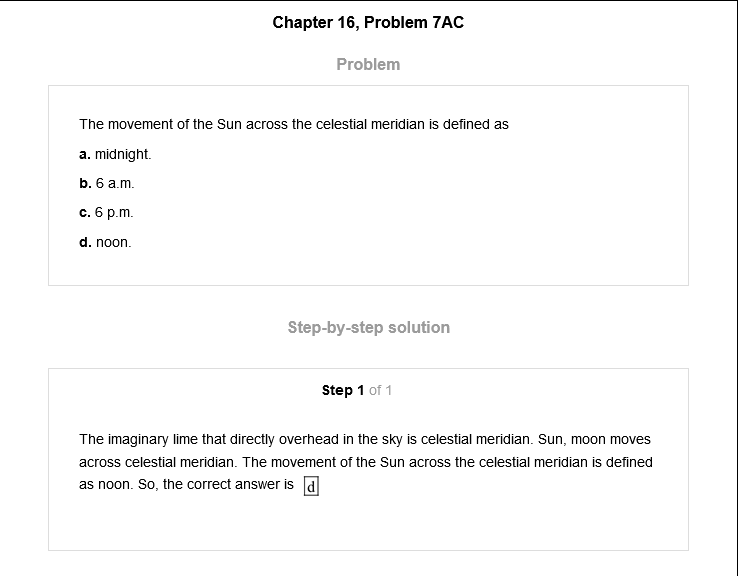 Chapter 16, Problem 7AC
Problem
The movement of the Sun across the celestial meridian is defined as
a. midnight.
b. 6 a.m.
c. 6 p.m.
d. noon.
Step-by-step solution
Step 1 of 1
The imaginary lime that directly overhead in the sky is celestial meridian. Sun, moon moves
across celestial meridian. The movement of the Sun across the celestial meridian is defined
as noon. So, the correct answer is d